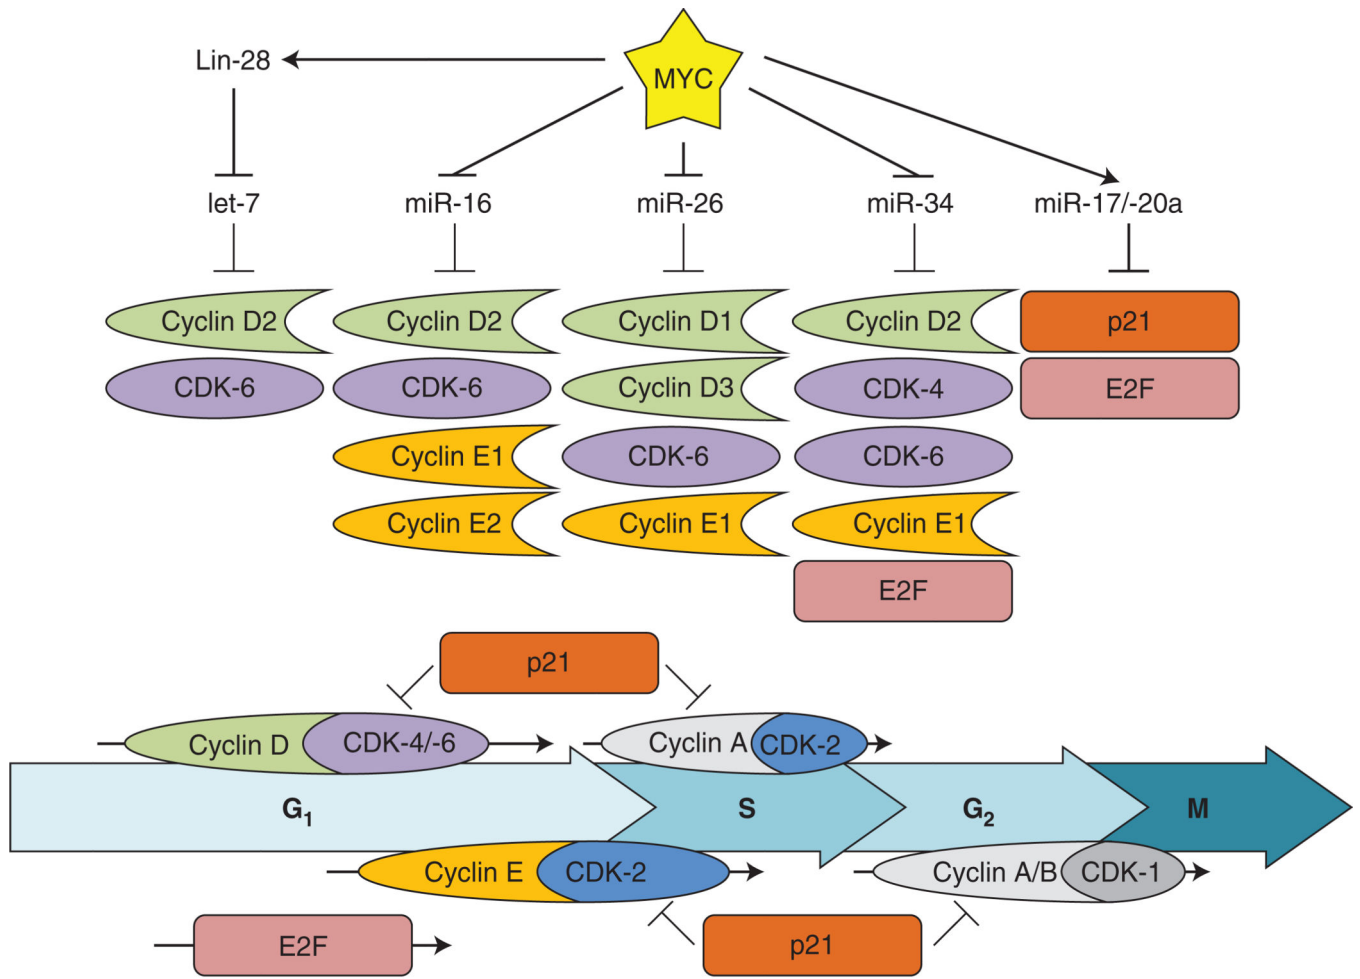 MYC
Lin-28
let-7 miR-16 miR-26 miR-34 miR-17/-20a
Cyclin D2 Cyclin D2 Cyclin D1 Cyclin D2 p21
CDK-6 CDK-6 Cyclin D3 CDK-4 E2F
Cyclin E1 CDK-6 CDK-6
Cyclin E2 Cyclin E1 Cyclin E1
E2F
p21
Cyclin D CDK-4/-6 Cyclin A CDK-2
G1 S G2 M
Cyclin E CDK-2 Cyclin A/B CDK-1
E2F p21